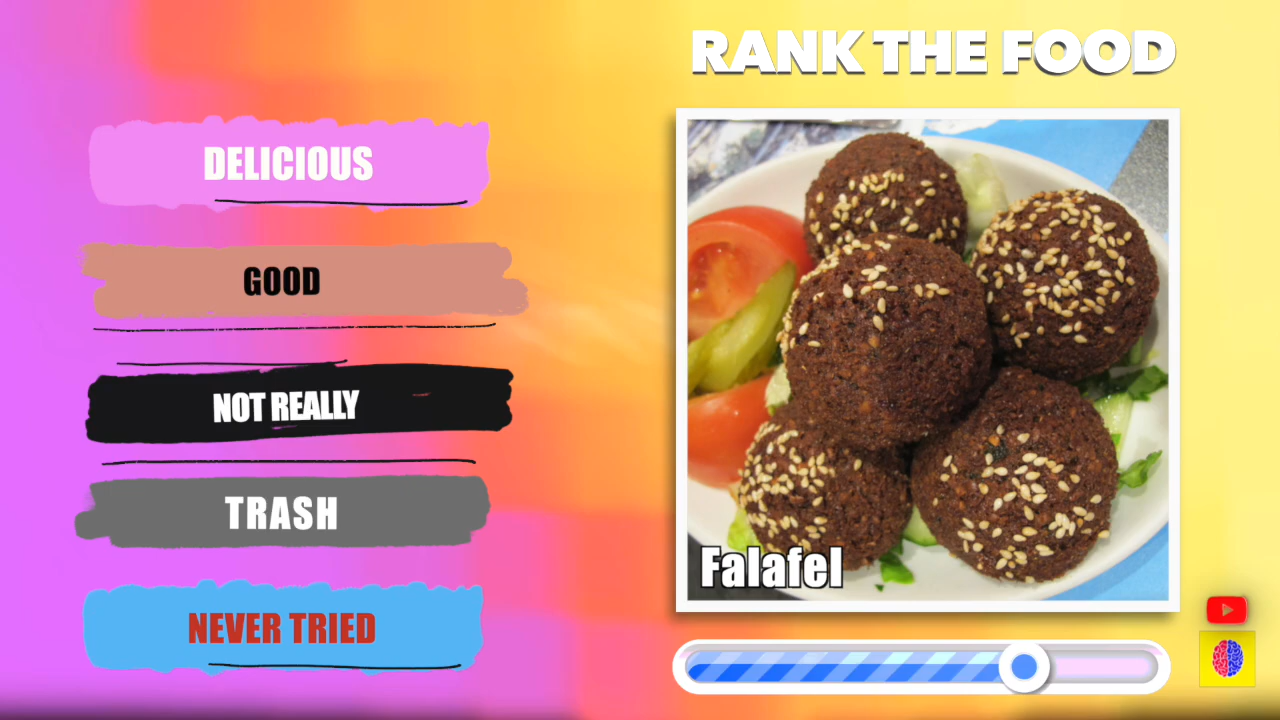 RANK THE FOOD
DELICIOUS
GOOD
NOT REALLY
TRASH
NEVER TRIED
Falafel